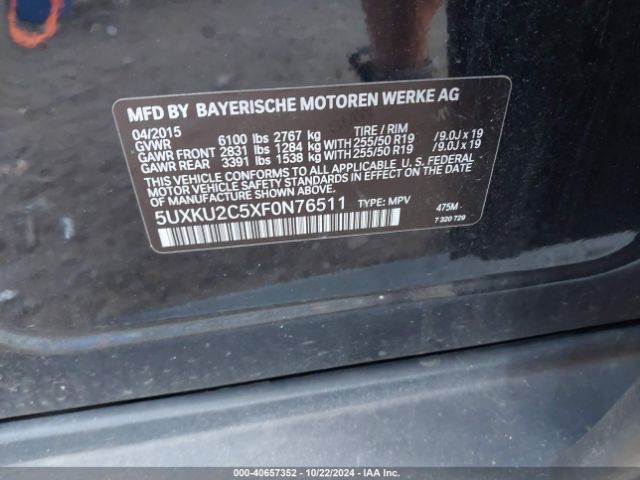 MFD BY BAYERISCHE MOTOREN WERKE AG
04/2015 TIRE / RIM
GVWR 6100 lbs 2767 kg
GAWR FRONT 2831 lbs 1284 kg WITH 255/50 R19 / 9.0J x 19
GAWR REAR 3391 lbs 1538 kg WITH 255/50 R19 / 9.0J x 19
THIS VEHICLE CONFORMS TO ALL APPLICABLE U. S. FEDERAL
MOTOR VEHICLE SAFETY STANDARDS IN EFFECT ON THE DATE
OF MANUFACTURE SHOWN ABOVE.
5UXKU2C5XF0N76511 TYPE: MPV 475M
7 320 729
000-40657352 - 10/22/2024 - IAA Inc.